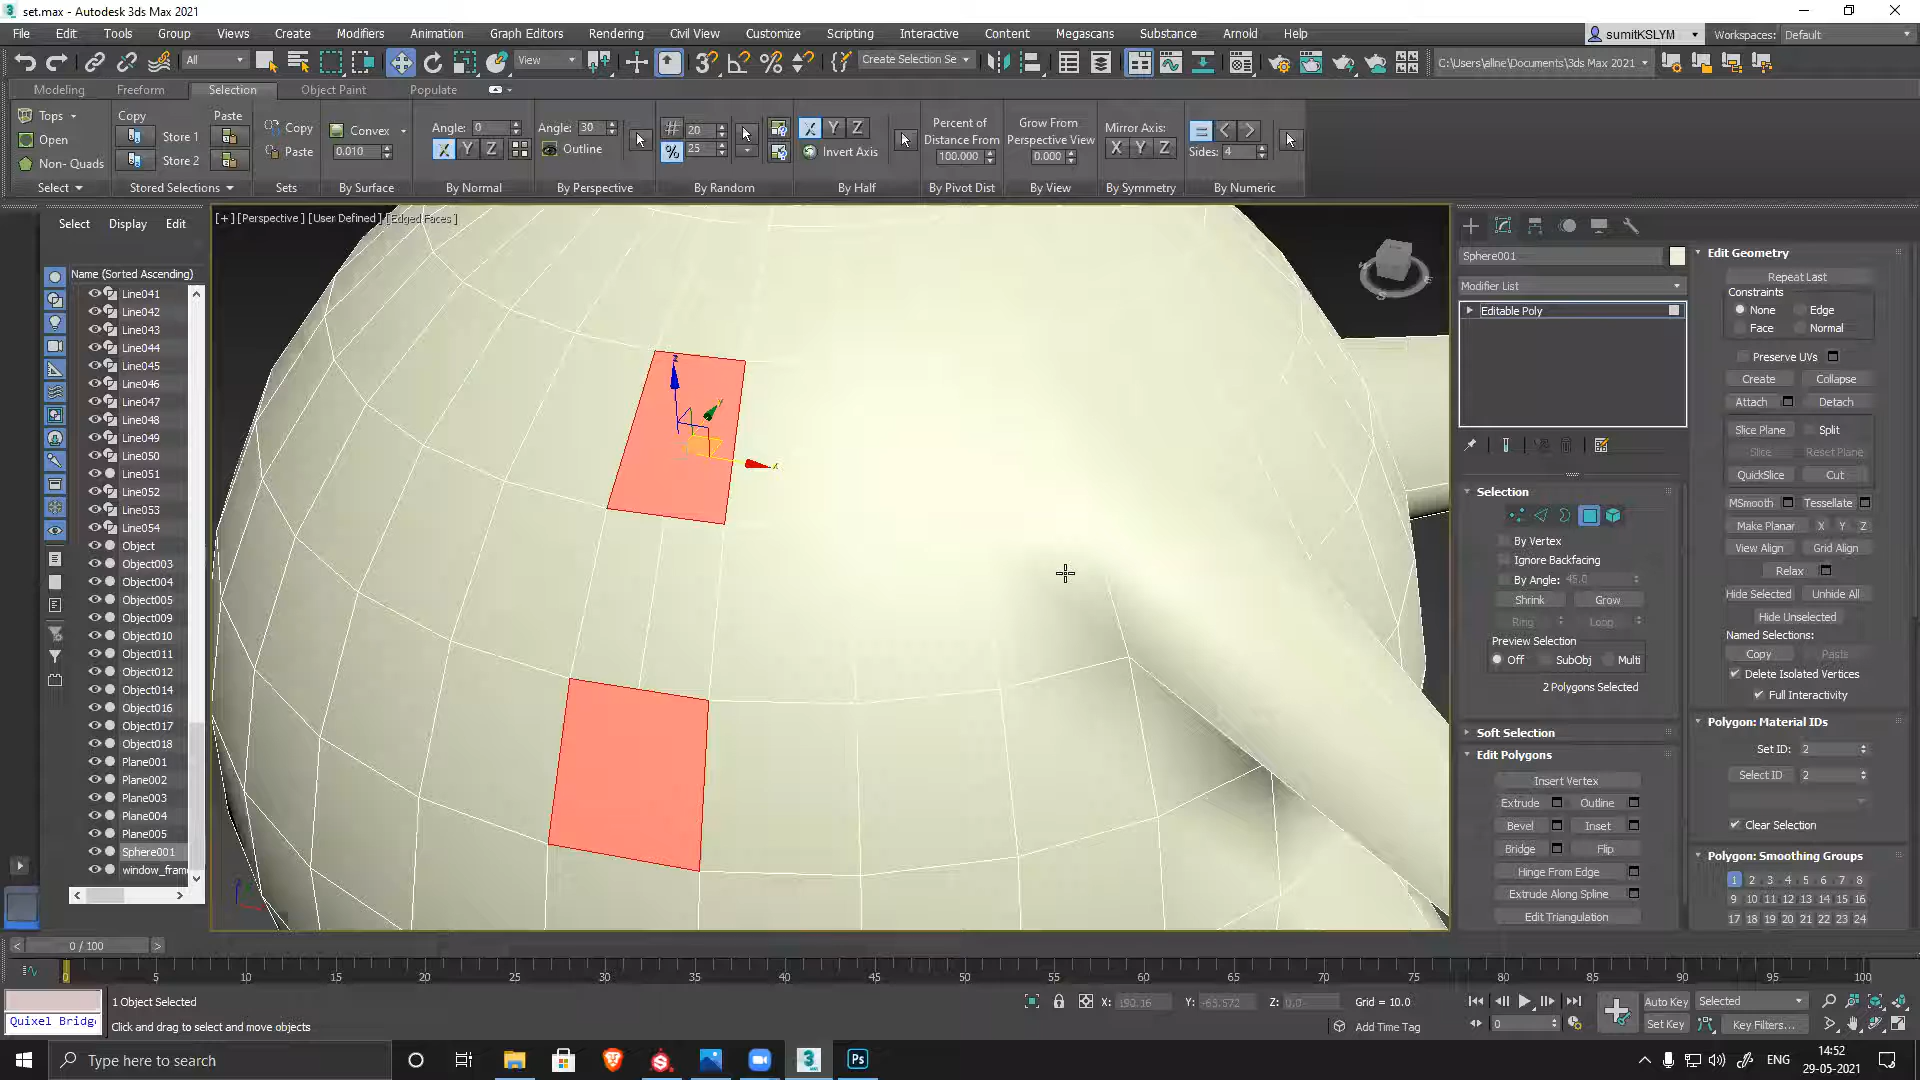 set.max - Autodesk 3ds Max 2021
File Edit Tools Group Views Create Modifiers Animation Graph Editors Rendering Civil View Customize Scripting Interactive Content Megascans Substance Arnold Help sumitKSLYM Workspaces: Default
All View Create Selection Se C:\Users\allne\Documents\3ds Max 2021
Modeling Freeform Selection Object Paint Populate
Tops Copy Paste Copy Convex Angle: 0 Angle: 30 # 20 X Y Z Percent of Distance From Grow From Perspective View Mirror Axis: = < >
Open Store 1 Paste 0.010 X Y Z Outline % 25 Invert Axis 100.000 0.000 X Y Z Sides: 4
Non- Quads Store 2
Select Stored Selections Sets By Surface By Normal By Perspective By Random By Half By Pivot Dist By View By Symmetry By Numeric
Select Display Edit
[+] [Perspective] [User Defined] [Edged Faces]
Name (Sorted Ascending)
Line041
Line042
Line043
Line044
Line045
Line046
Line047
Line048
Line049
Line050
Line051
Line052
Line053
Line054
Object
Object003
Object004
Object005
Object009
Object010
Object011
Object012
Object014
Object016
Object017
Object018
Plane001
Plane002
Plane003
Plane004
Plane005
Sphere001
window_fram
z
y
x
Sphere001
Modifier List
Editable Poly
Selection
By Vertex
Ignore Backfacing
By Angle: 45.0
Shrink Grow
Ring Loop
Preview Selection
Off SubObj Multi
2 Polygons Selected
Soft Selection
Edit Polygons
Insert Vertex
Extrude Outline
Bevel Inset
Bridge Flip
Hinge From Edge
Extrude Along Spline
Edit Triangulation
Edit Geometry
Repeat Last
Constraints
None Edge
Face Normal
Preserve UVs
Create Collapse
Attach Detach
Slice Plane Split
Slice Reset Plane
QuickSlice Cut
MSmooth Tessellate
Make Planar X Y Z
View Align Grid Align
Relax
Hide Selected Unhide All
Hide Unselected
Named Selections:
Copy Paste
Delete Isolated Vertices
Full Interactivity
Polygon: Material IDs
Set ID: 2
Select ID 2
Clear Selection
Polygon: Smoothing Groups
1 2 3 4 5 6 7 8
9 10 11 12 13 14 15 16
17 18 19 20 21 22 23 24
< 0 / 100 >
0 5 10 15 20 25 30 35 40 45 50 55 60 65 70 75 80 85 90 95 100
1 Object Selected X: 190.16 Y: -65.572 Z: 0.0 Grid = 10.0 Auto Key Selected
Quixel Bridg Click and drag to select and move objects Add Time Tag 0 Set Key Key Filters...
Type here to search 3 Ps ENG 14:52
29-05-2021